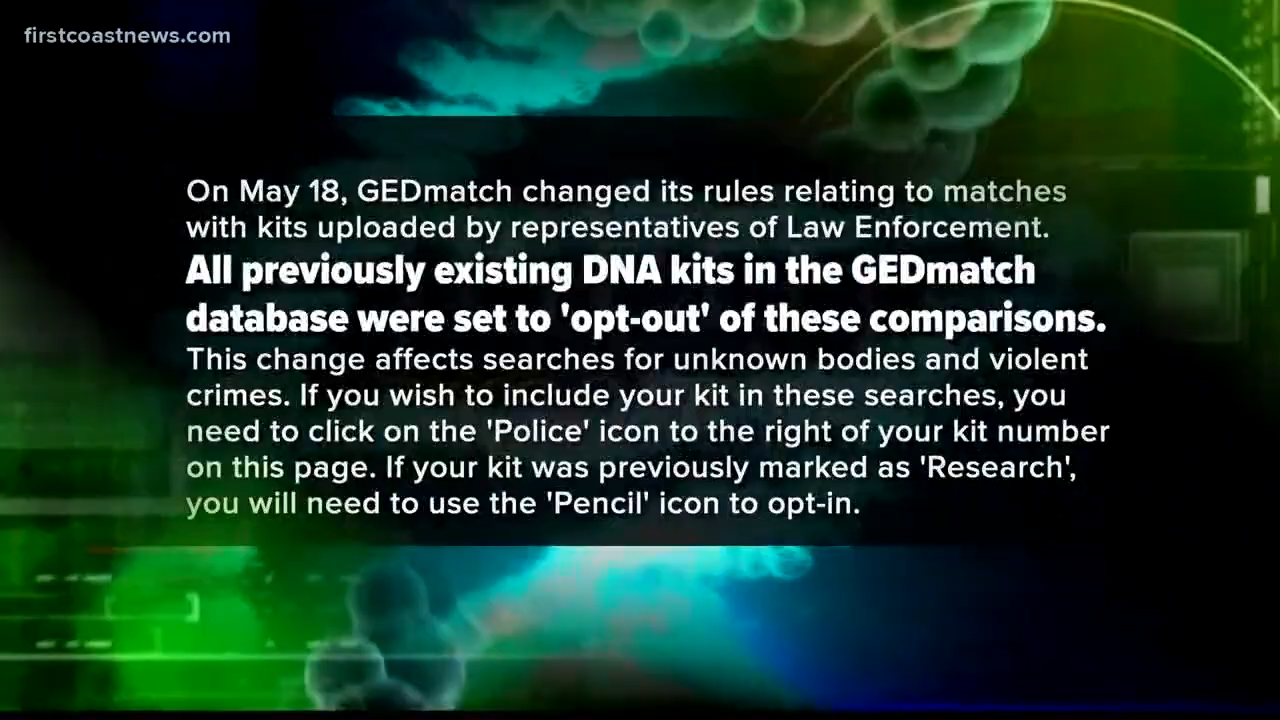 firstcoastnews.com
On May 18, GEDmatch changed its rules relating to matches
with kits uploaded by representatives of Law Enforcement.
All previously existing DNA kits in the GEDmatch
database were set to 'opt-out' of these comparisons.
This change affects searches for unknown bodies and violent
crimes. If you wish to include your kit in these searches, you
need to click on the 'Police' icon to the right of your kit number
on this page. If your kit was previously marked as 'Research',
you will need to use the 'Pencil' icon to opt-in.